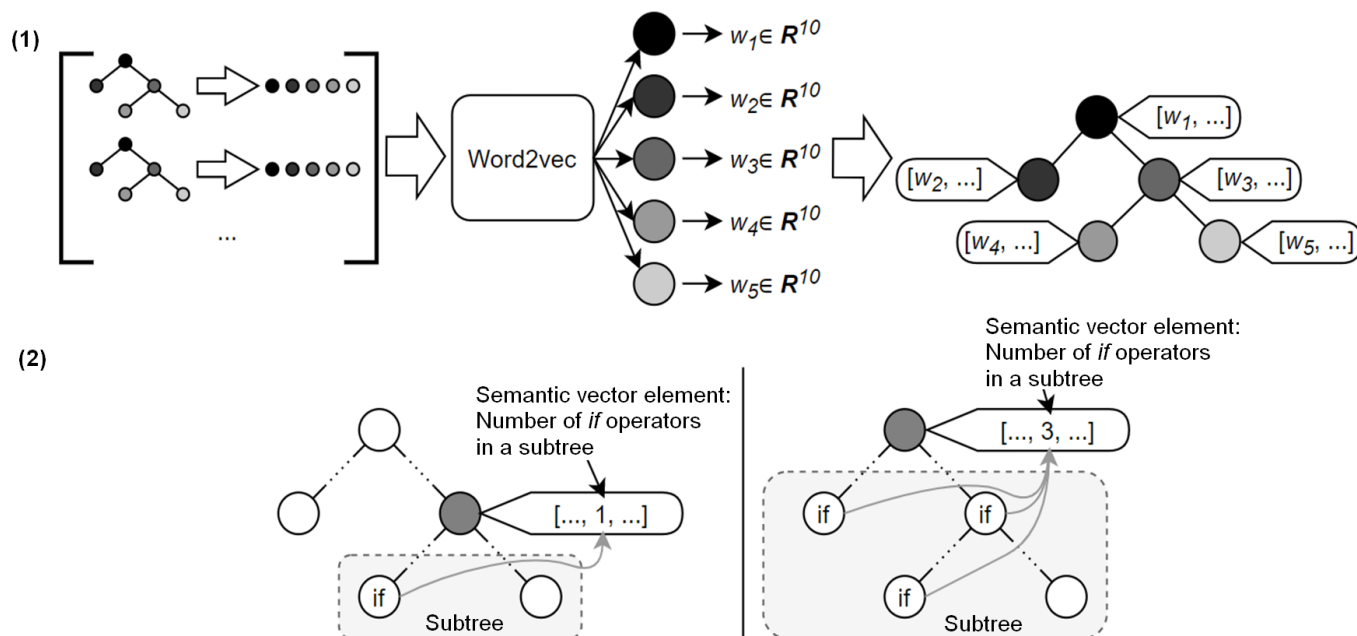 (1)
...
Word2vec
w₁∈ R¹⁰
w₂∈ R¹⁰
w₃∈ R¹⁰
w₄∈ R¹⁰
w₅∈ R¹⁰
[w₁, ...]
[w₂, ...]
[w₃, ...]
[w₄, ...]
[w₅, ...]
(2)
Semantic vector element:
Number of if operators
in a subtree
[..., 1, ...]
if
Subtree
Semantic vector element:
Number of if operators
in a subtree
[..., 3, ...]
if
if
if
Subtree